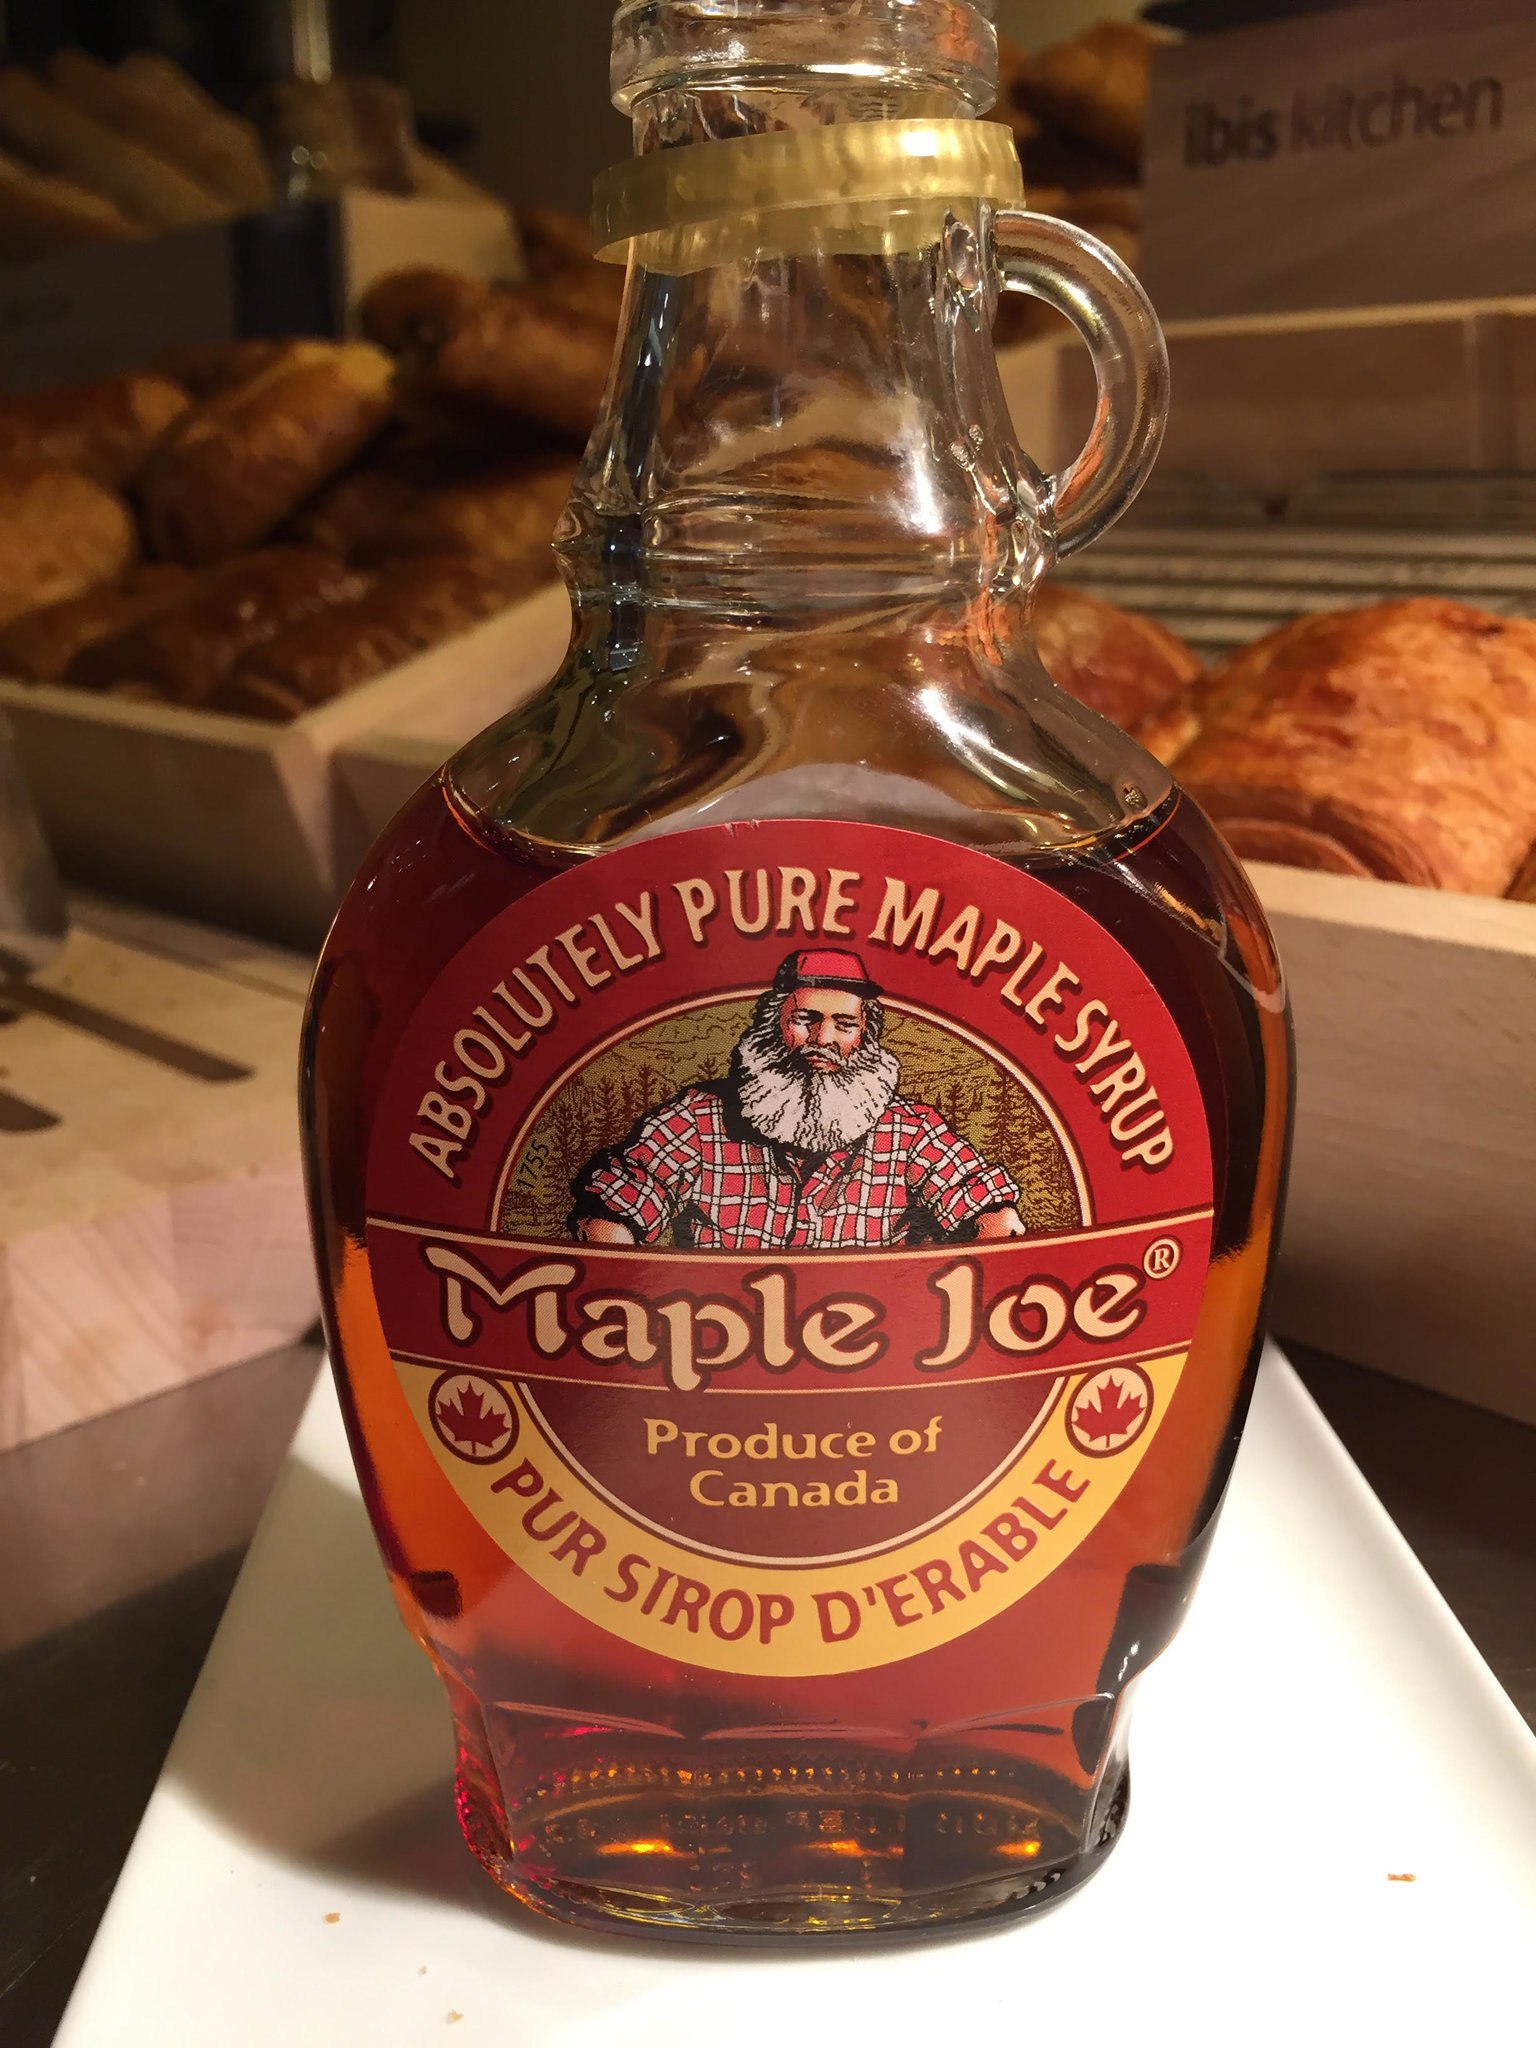 ibis kitchen
ABSOLUTELY PURE MAPLE SYRUP
1755
Maple Joe®
Produce of
Canada
PUR SIROP D'ERABLE